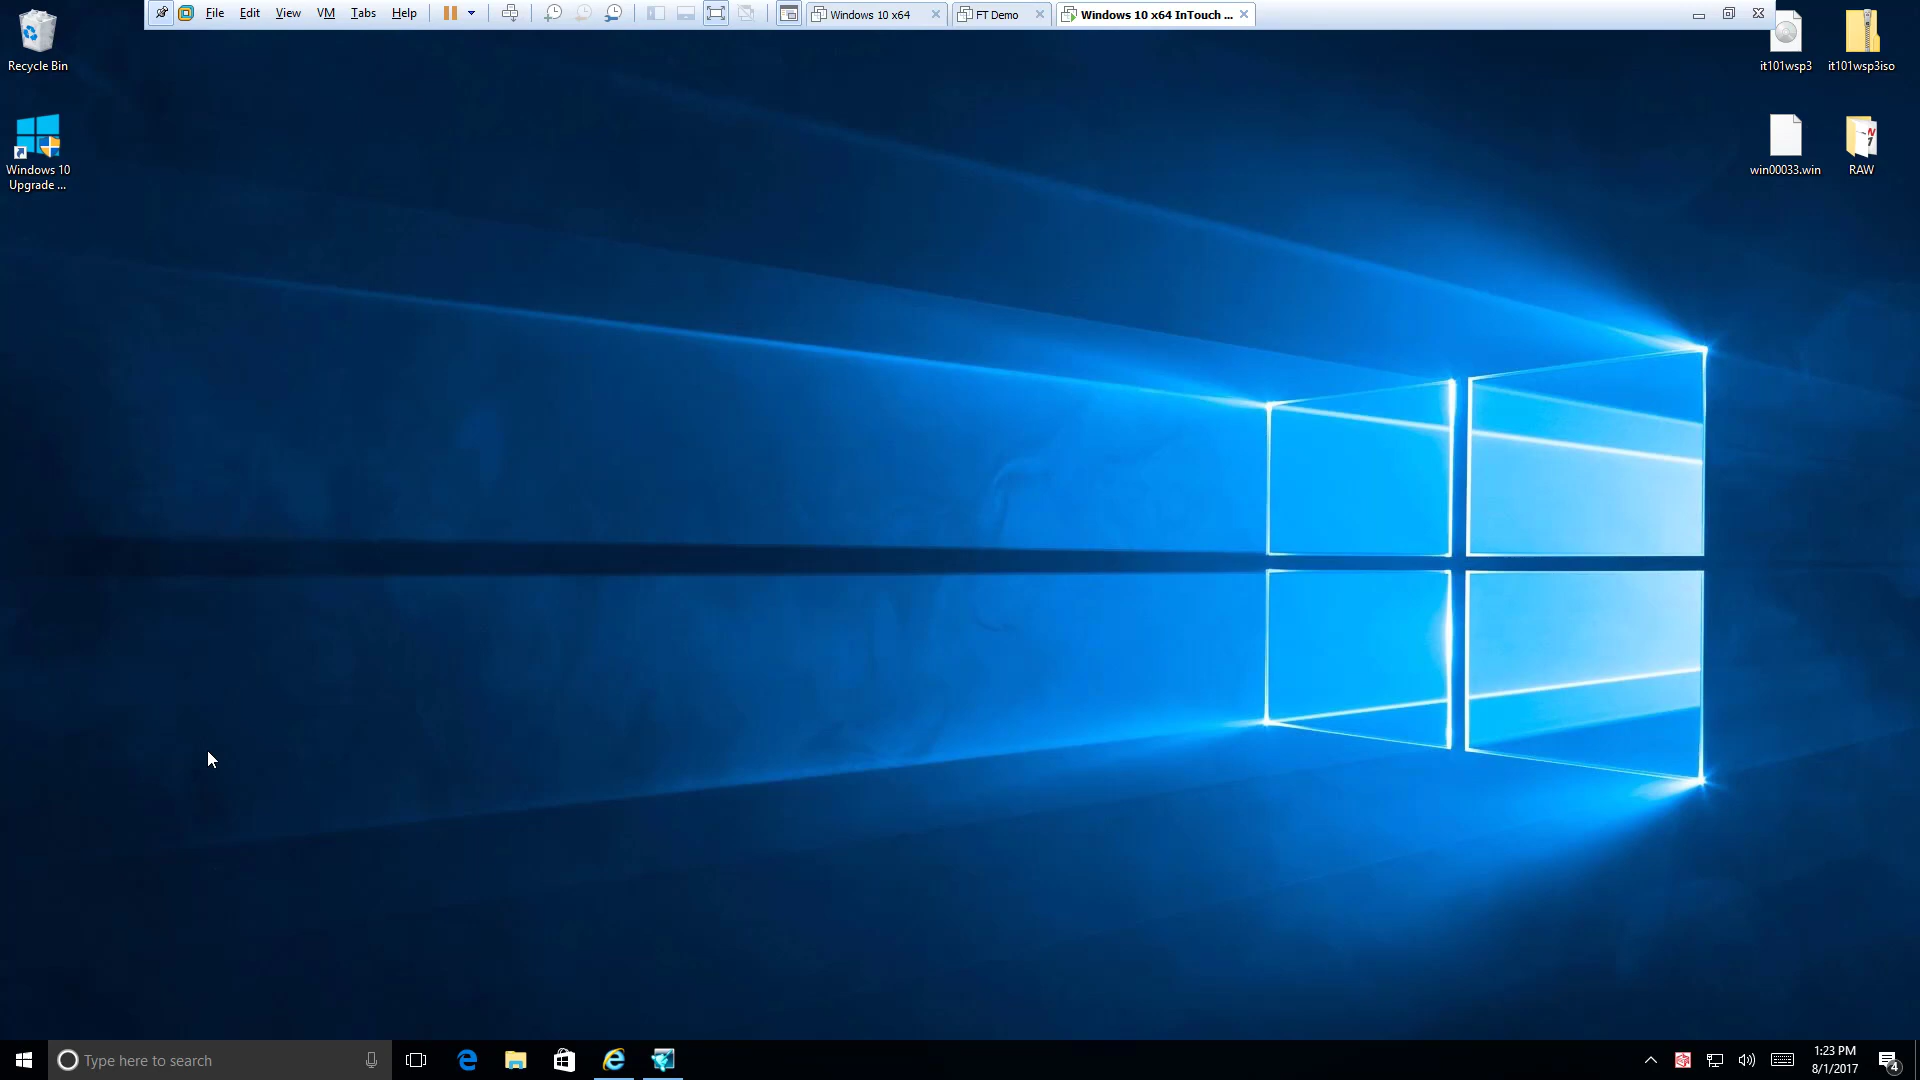 File Edit View VM Tabs Help
Windows 10 x64
FT Demo
Windows 10 x64 InTouch ...
Recycle Bin
it101wsp3
it101wsp3iso
Windows 10
Upgrade ...
win00033.win
RAW
Type here to search
1:23 PM
8/1/2017
4